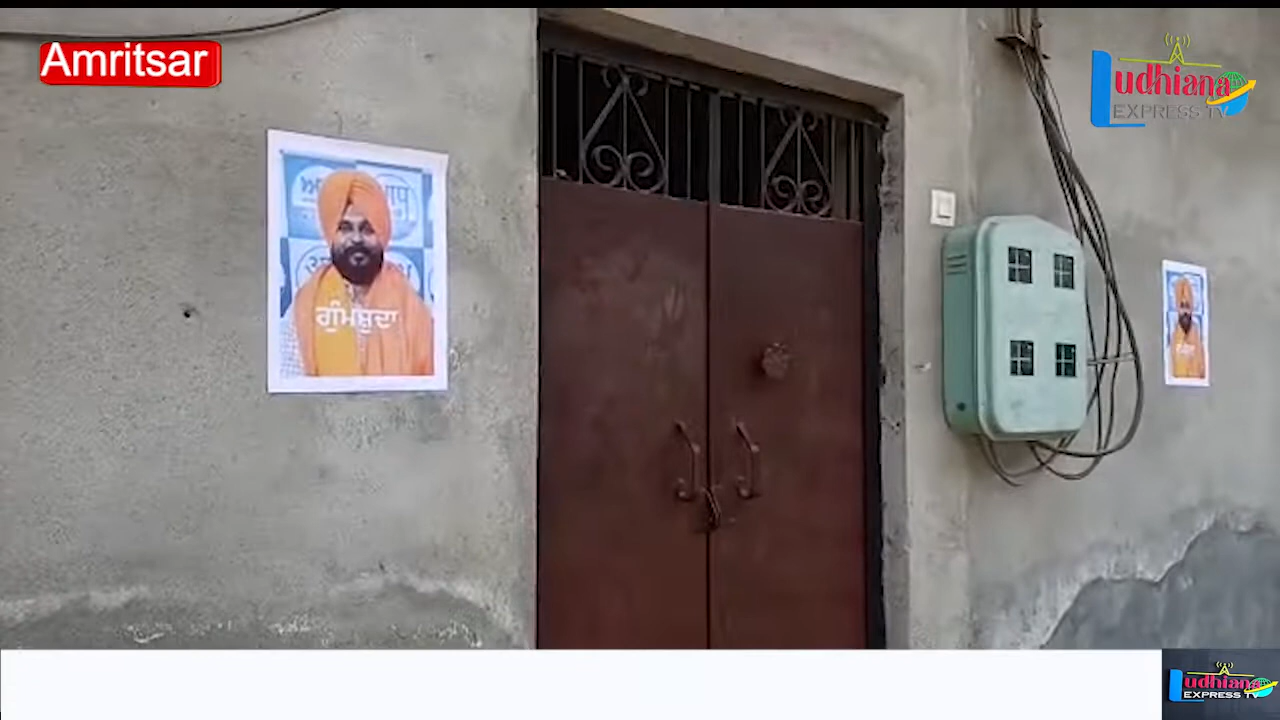 Amritsar
Ludhiana
EXPRESS TV
ਗੁੰਮਸ਼ੁਦਾ
Ludhiana
EXPRESS TV